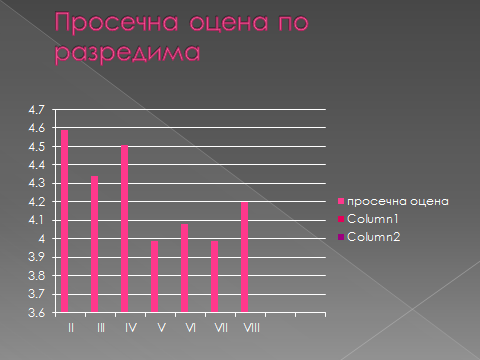 Просечна оцена по
разредима
4.7
4.6
4.5
4.4
4.3
4.2
4.1
4
3.9
3.8
3.7
3.6
II III IV V VI VII VIII
просечна оцена
Column1
Column2